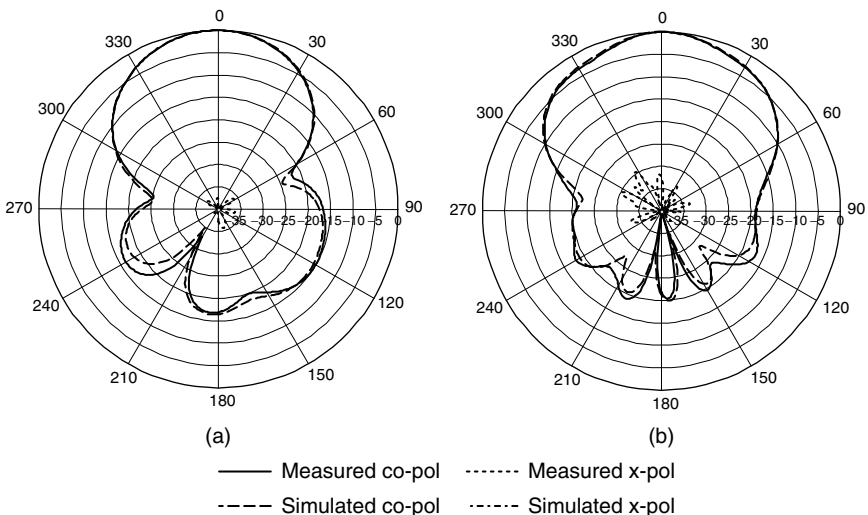 0 0
330 30 330 30
300 60 300 60
270 -35-30-25-20-15-10-5 0 90 270 -35-30-25-20-15-10-5 0 90
240 120 240 120
210 150 210 150
180 180
(a) (b)
Measured co-pol Measured x-pol
Simulated co-pol Simulated x-pol